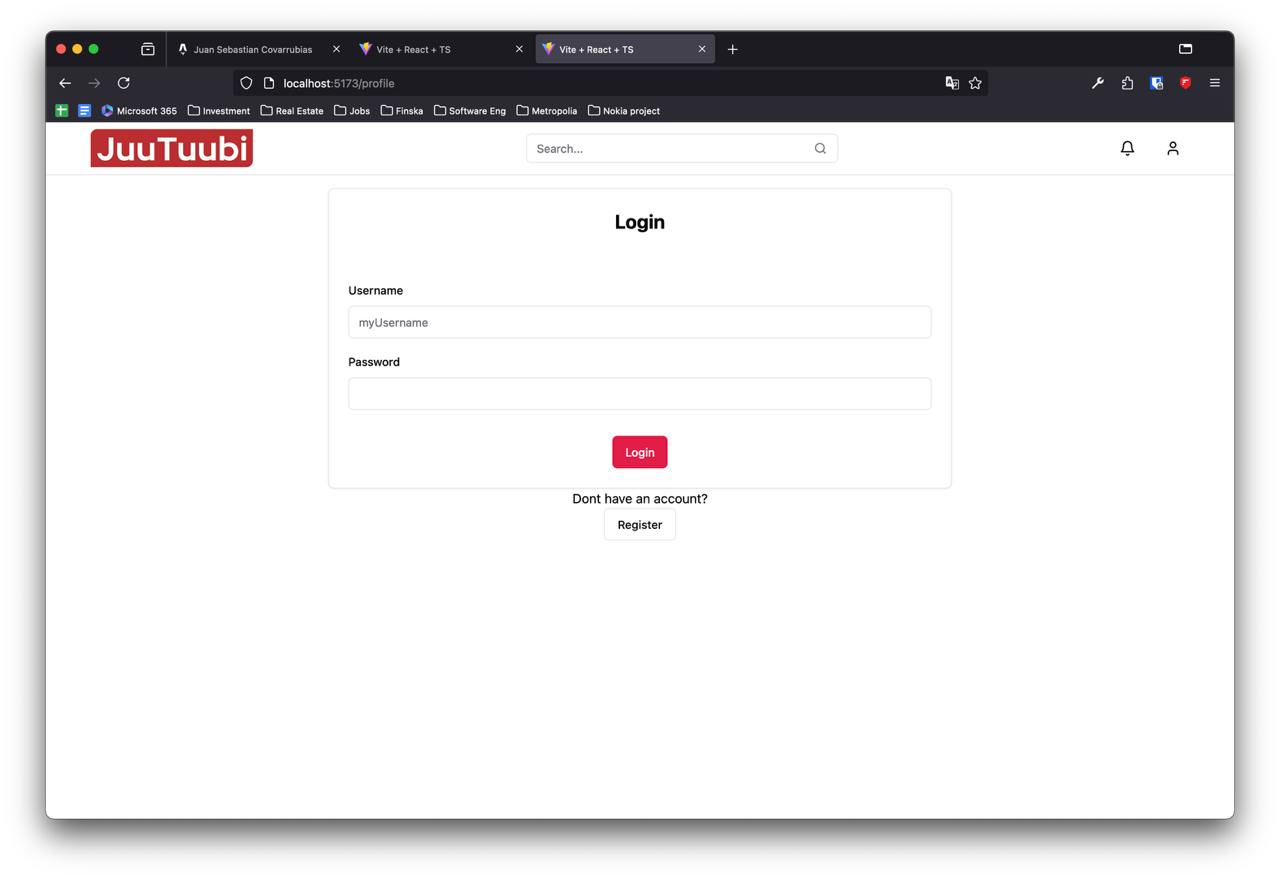 Juan Sebastian Covarrubias
Vite + React + TS
Vite + React + TS
localhost:5173/profile
Microsoft 365
Investment
Real Estate
Jobs
Finska
Software Eng
Metropolia
Nokia project
JuuTuubi
Search...
Login
Username
myUsername
Password
Login
Dont have an account?
Register